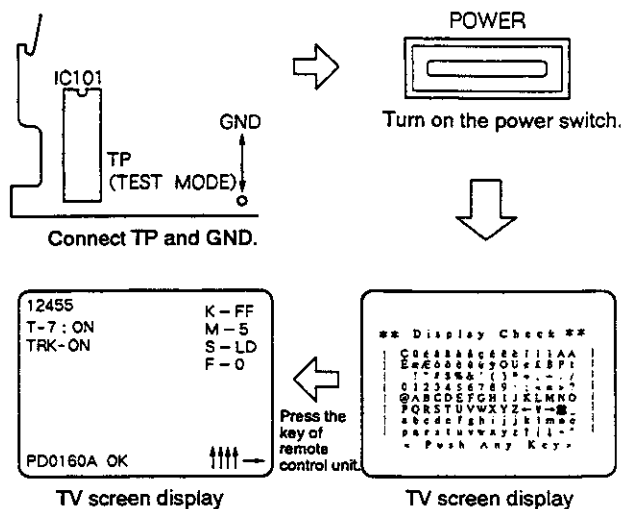 IC101
GND
TP
(TEST MODE)
Connect TP and GND.
POWER
Turn on the power switch.
** Display Check **
0123456789
@ABCDEFGHIJKLMNO
PQRSTUVWXYZ
abcdefghijklmno
pqrstuvwxyz
< Push Any Key >
TV screen display
Press the
key of
remote
control unit.
12455
T-7 : ON
TRK-ON
K – FF
M – 5
S – LD
F – 0
PD0160A OK
TV screen display